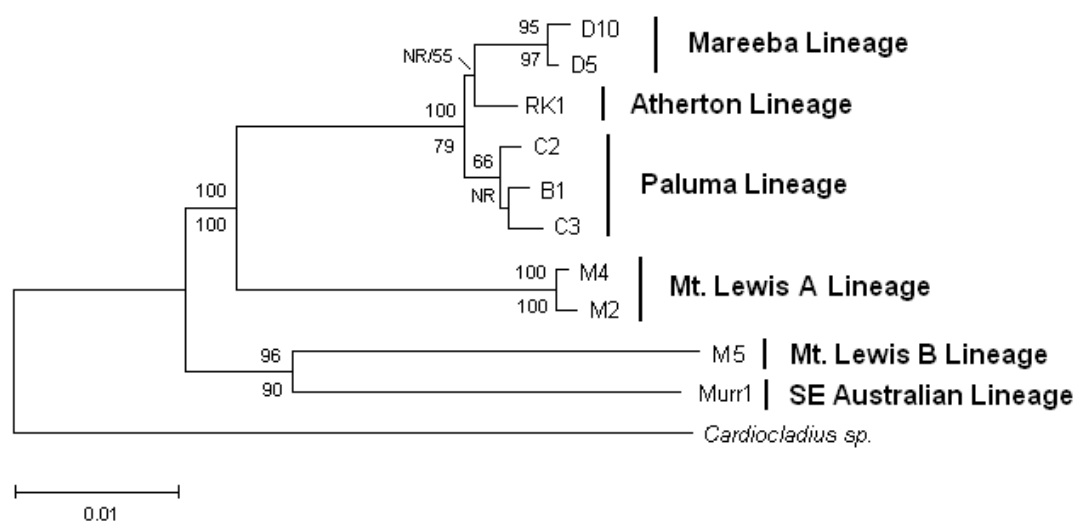 95 D10
97 D5
Mareeba Lineage
NR/55
RK1 Atherton Lineage
100
79
66 C2
NR B1
C3
Paluma Lineage
100
100
100 M4
100 M2
Mt. Lewis A Lineage
96
90
M5 Mt. Lewis B Lineage
Murr1 SE Australian Lineage
Cardiocladius sp.
0.01